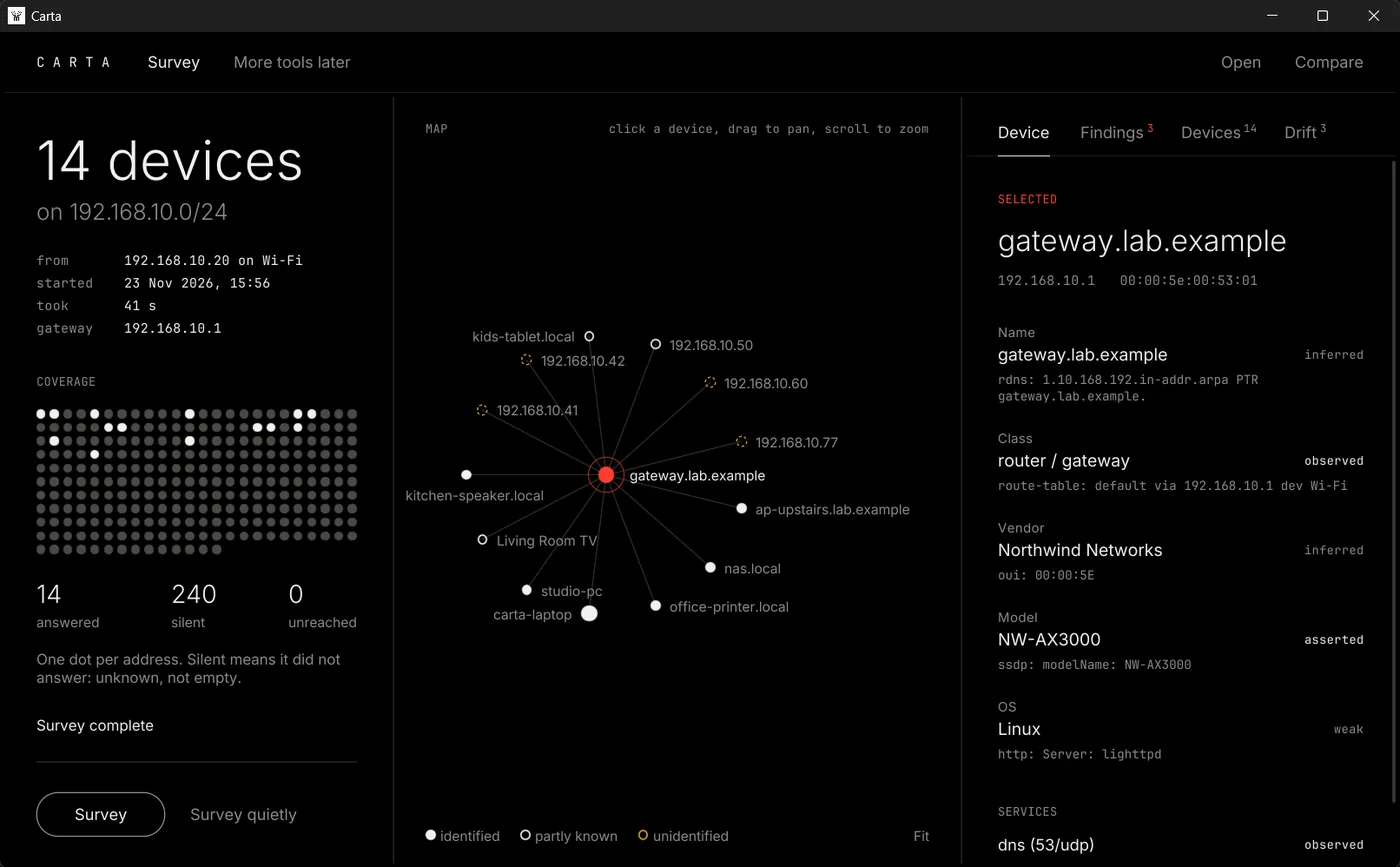 Carta
CARTA Survey More tools later Open Compare
14 devices
on 192.168.10.0/24
from 192.168.10.20 on Wi-Fi
started 23 Nov 2026, 15:56
took 41 s
gateway 192.168.10.1
COVERAGE
14 240 0
answered silent unreached
One dot per address. Silent means it did not
answer: unknown, not empty.
Survey complete
Survey Survey quietly
MAP click a device, drag to pan, scroll to zoom
kids-tablet.local
192.168.10.50
192.168.10.42
192.168.10.60
192.168.10.41
192.168.10.77
gateway.lab.example
kitchen-speaker.local
ap-upstairs.lab.example
Living Room TV
nas.local
studio-pc
office-printer.local
carta-laptop
identified partly known unidentified Fit
Device Findings 3 Devices 14 Drift 3
SELECTED
gateway.lab.example
192.168.10.1 00:00:5e:00:53:01
Name
gateway.lab.example inferred
rdns: 1.10.168.192.in-addr.arpa PTR
gateway.lab.example.
Class
router / gateway observed
route-table: default via 192.168.10.1 dev Wi-Fi
Vendor
Northwind Networks inferred
oui: 00:00:5E
Model
NW-AX3000 asserted
ssdp: modelName: NW-AX3000
OS
Linux weak
http: Server: lighttpd
SERVICES
dns (53/udp) observed